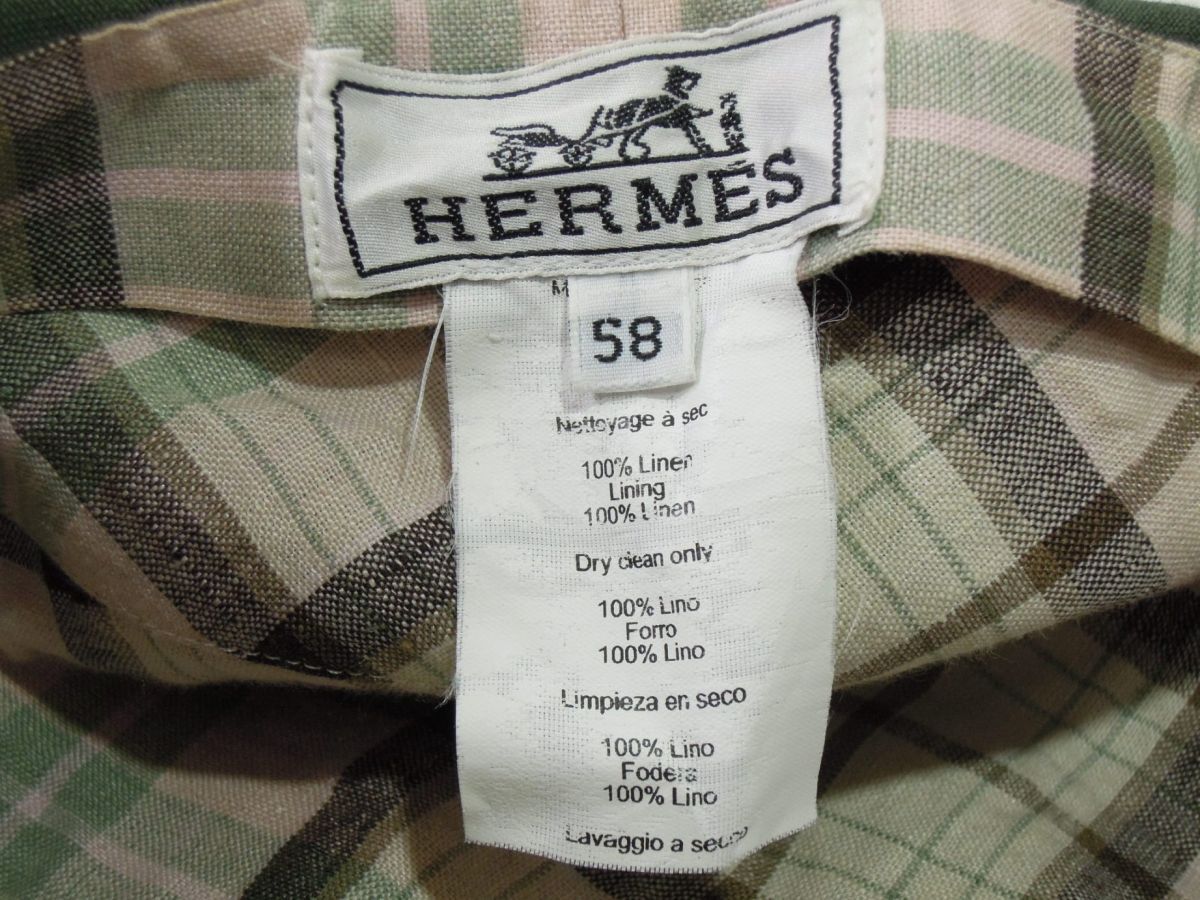 HERMÈS
M
58
Nettoyage à sec
100% Linen
Lining
100% Linen
Dry clean only
100% Lino
Forro
100% Lino
Limpieza en seco
100% Lino
Fodera
100% Lino
Lavaggio a secco